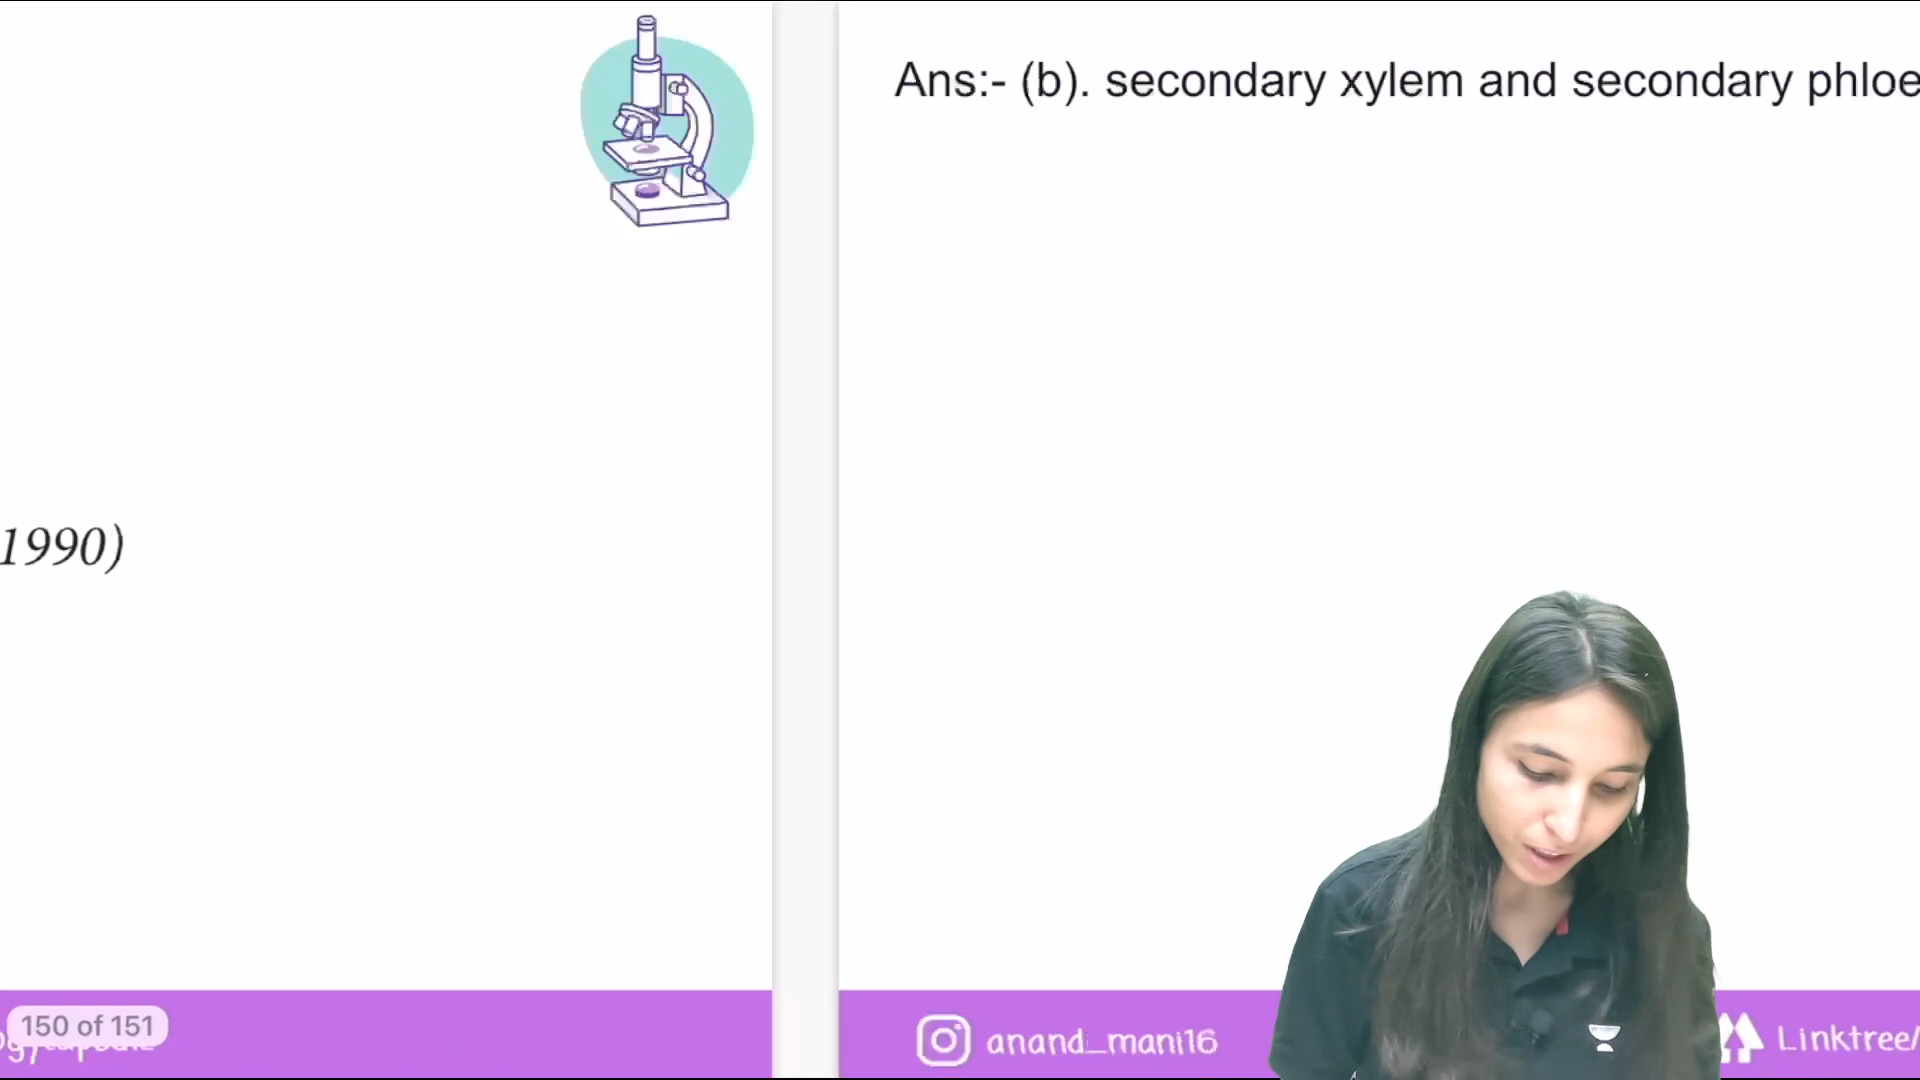 Ans:- (b). secondary xylem and secondary phloe
1990)
150 of 151
anand_mani16
Linktree/